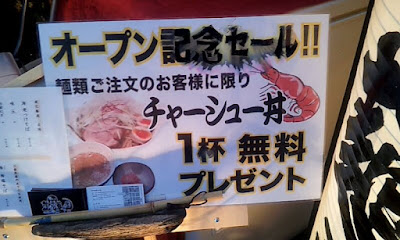 オープン記念セール!!
麺類ご注文のお客様に限り
チャーシュー丼
1杯 無料
プレゼント